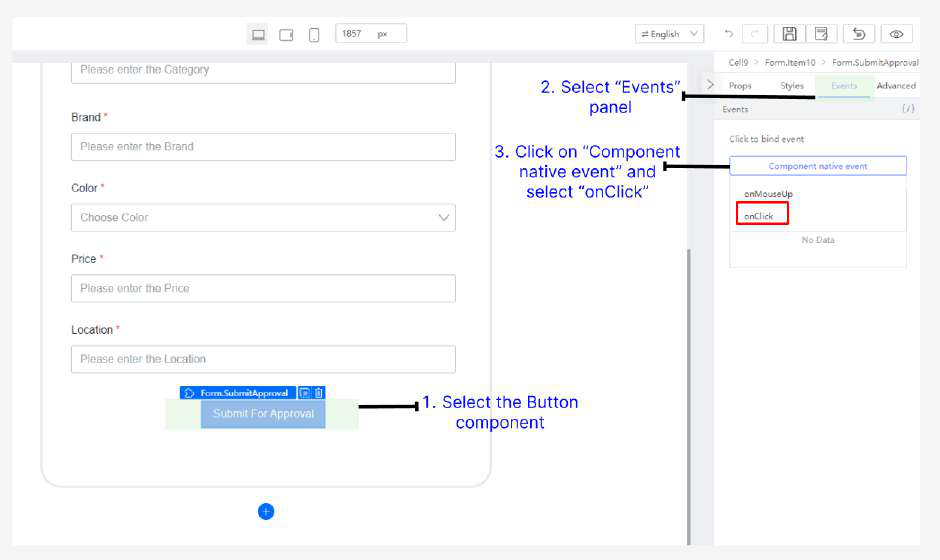 1857 px
English
Cell9 > Form.Item10 > Form.SubmitApproval
Props Styles Events Advanced
Events {/}
Click to bind event
Component native event
onMouseUp
onClick
No Data
Please enter the Category
Brand *
Please enter the Brand
Color *
Choose Color
Price *
Please enter the Price
Location *
Please enter the Location
Form.SubmitApproval
Submit For Approval
1. Select the Button
component
2. Select “Events”
panel
3. Click on “Component
native event” and
select “onClick”